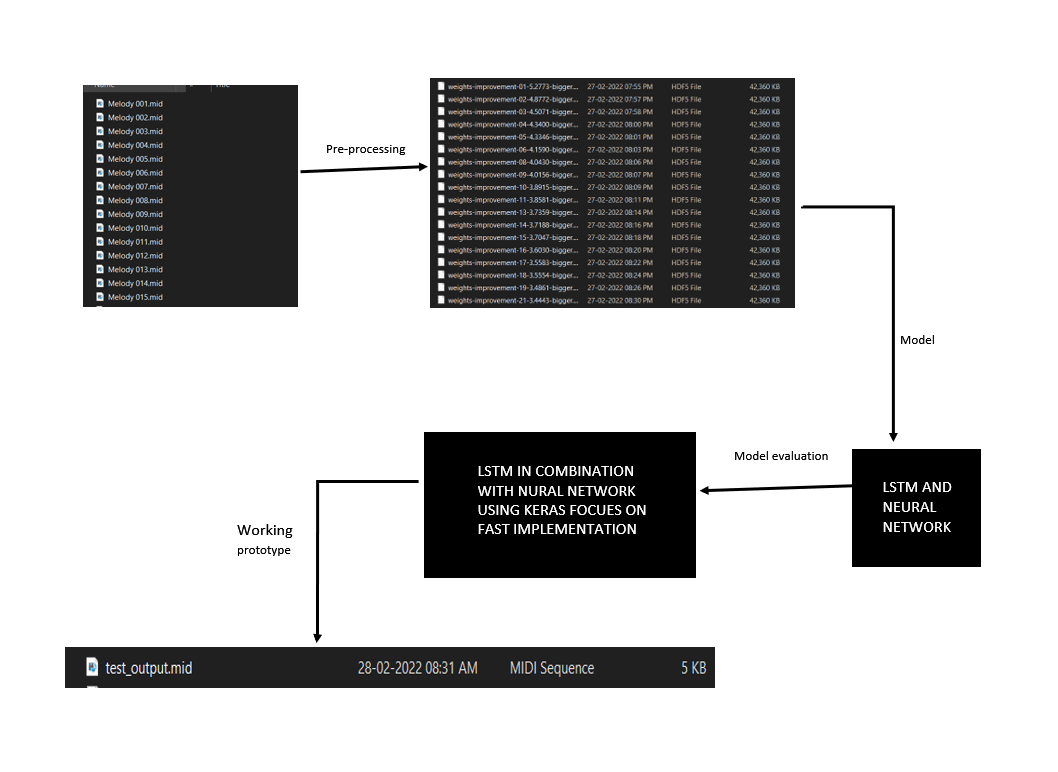 Name
Title
Melody 001.mid
Melody 002.mid
Melody 003.mid
Melody 004.mid
Melody 005.mid
Melody 006.mid
Melody 007.mid
Melody 008.mid
Melody 009.mid
Melody 010.mid
Melody 011.mid
Melody 012.mid
Melody 013.mid
Melody 014.mid
Melody 015.mid
Pre-processing
weights-improvement-01-5.2773-bigger... 27-02-2022 07:55 PM HDF5 File 42,360 KB
weights-improvement-02-4.8772-bigger... 27-02-2022 07:57 PM HDF5 File 42,360 KB
weights-improvement-03-4.5071-bigger... 27-02-2022 07:58 PM HDF5 File 42,360 KB
weights-improvement-04-4.3400-bigger... 27-02-2022 08:00 PM HDF5 File 42,360 KB
weights-improvement-05-4.3346-bigger... 27-02-2022 08:01 PM HDF5 File 42,360 KB
weights-improvement-06-4.1590-bigger... 27-02-2022 08:03 PM HDF5 File 42,360 KB
weights-improvement-08-4.0430-bigger... 27-02-2022 08:06 PM HDF5 File 42,360 KB
weights-improvement-09-4.0156-bigger... 27-02-2022 08:07 PM HDF5 File 42,360 KB
weights-improvement-10-3.8915-bigger... 27-02-2022 08:09 PM HDF5 File 42,360 KB
weights-improvement-11-3.8581-bigger... 27-02-2022 08:11 PM HDF5 File 42,360 KB
weights-improvement-13-3.7359-bigger... 27-02-2022 08:14 PM HDF5 File 42,360 KB
weights-improvement-14-3.7188-bigger... 27-02-2022 08:16 PM HDF5 File 42,360 KB
weights-improvement-15-3.7047-bigger... 27-02-2022 08:18 PM HDF5 File 42,360 KB
weights-improvement-16-3.6030-bigger... 27-02-2022 08:20 PM HDF5 File 42,360 KB
weights-improvement-17-3.5583-bigger... 27-02-2022 08:22 PM HDF5 File 42,360 KB
weights-improvement-18-3.5554-bigger... 27-02-2022 08:24 PM HDF5 File 42,360 KB
weights-improvement-19-3.4861-bigger... 27-02-2022 08:26 PM HDF5 File 42,360 KB
weights-improvement-21-3.4443-bigger... 27-02-2022 08:30 PM HDF5 File 42,360 KB
Model
LSTM AND
NEURAL
NETWORK
Model evaluation
LSTM IN COMBINATION
WITH NURAL NETWORK
USING KERAS FOCUES ON
FAST IMPLEMENTATION
Working
prototype
test_output.mid 28-02-2022 08:31 AM MIDI Sequence 5 KB